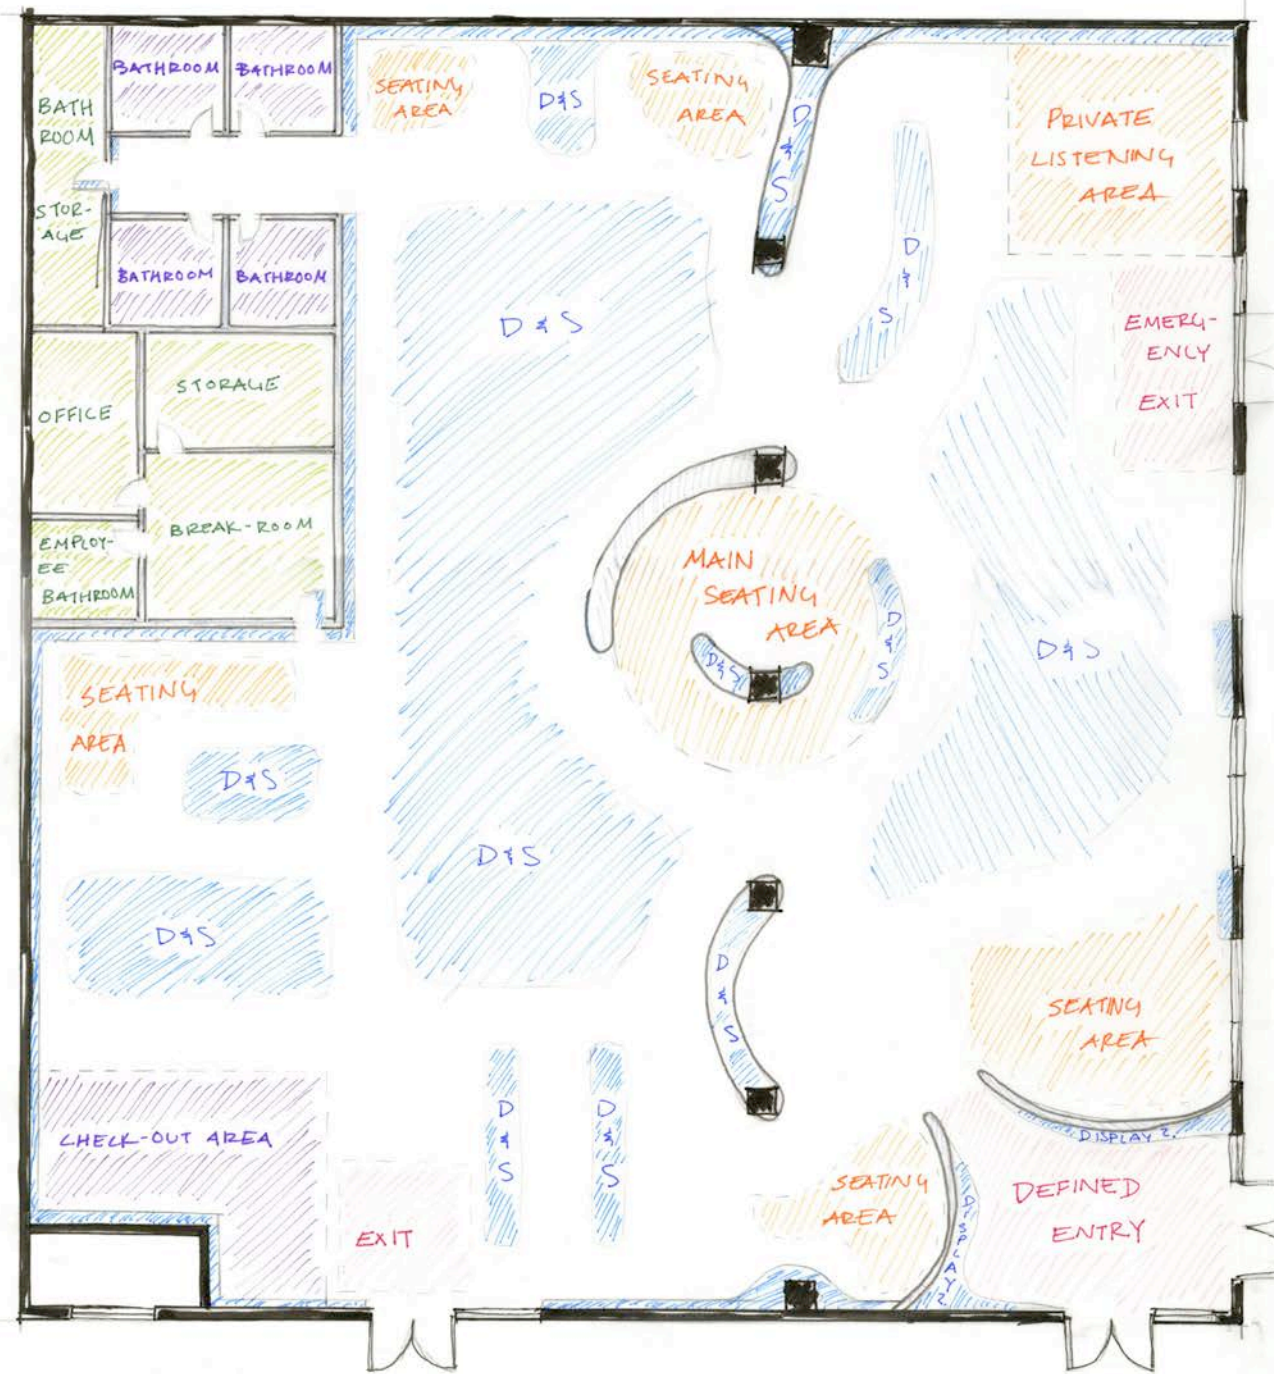 BATHROOM
BATHROOM
BATH
ROOM
STOR-
AGE
BATHROOM
BATHROOM
SEATING
AREA
D&S
SEATING
AREA
D
&
S
D
&
S
PRIVATE
LISTENING
AREA
EMERG-
ENCY
EXIT
D & S
STORAGE
OFFICE
BREAK-ROOM
EMPLOY-
EE
BATHROOM
MAIN
SEATING
AREA
D&S
D
&
S
D&S
SEATING
AREA
D&S
D&S
D&S
D
&
S
SEATING
AREA
DISPLAY 2.
CHECK-OUT AREA
EXIT
D
&
S
D
&
S
SEATING
AREA
DISPLAY 2.
DEFINED
ENTRY